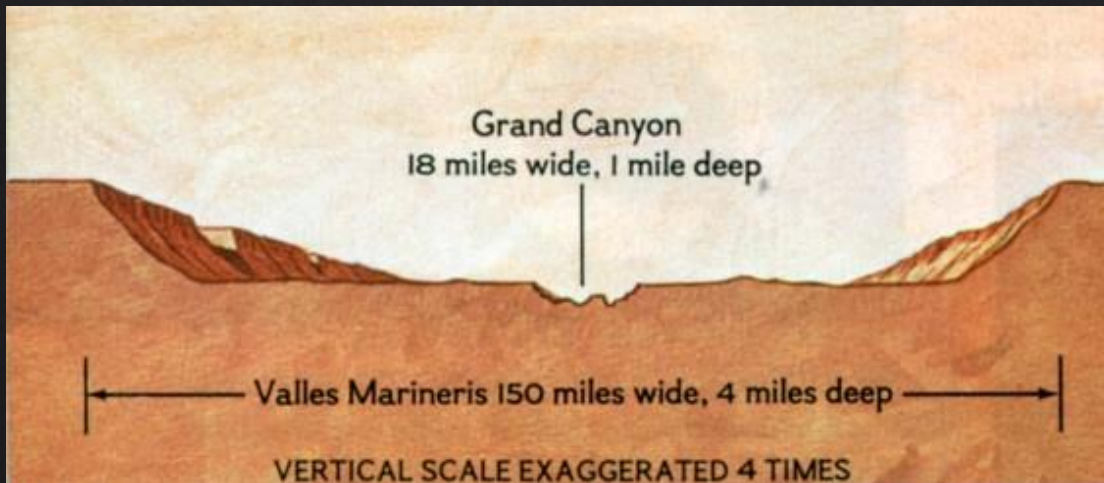 Grand Canyon
18 miles wide, 1 mile deep
Valles Marineris 150 miles wide, 4 miles deep
VERTICAL SCALE EXAGGERATED 4 TIMES